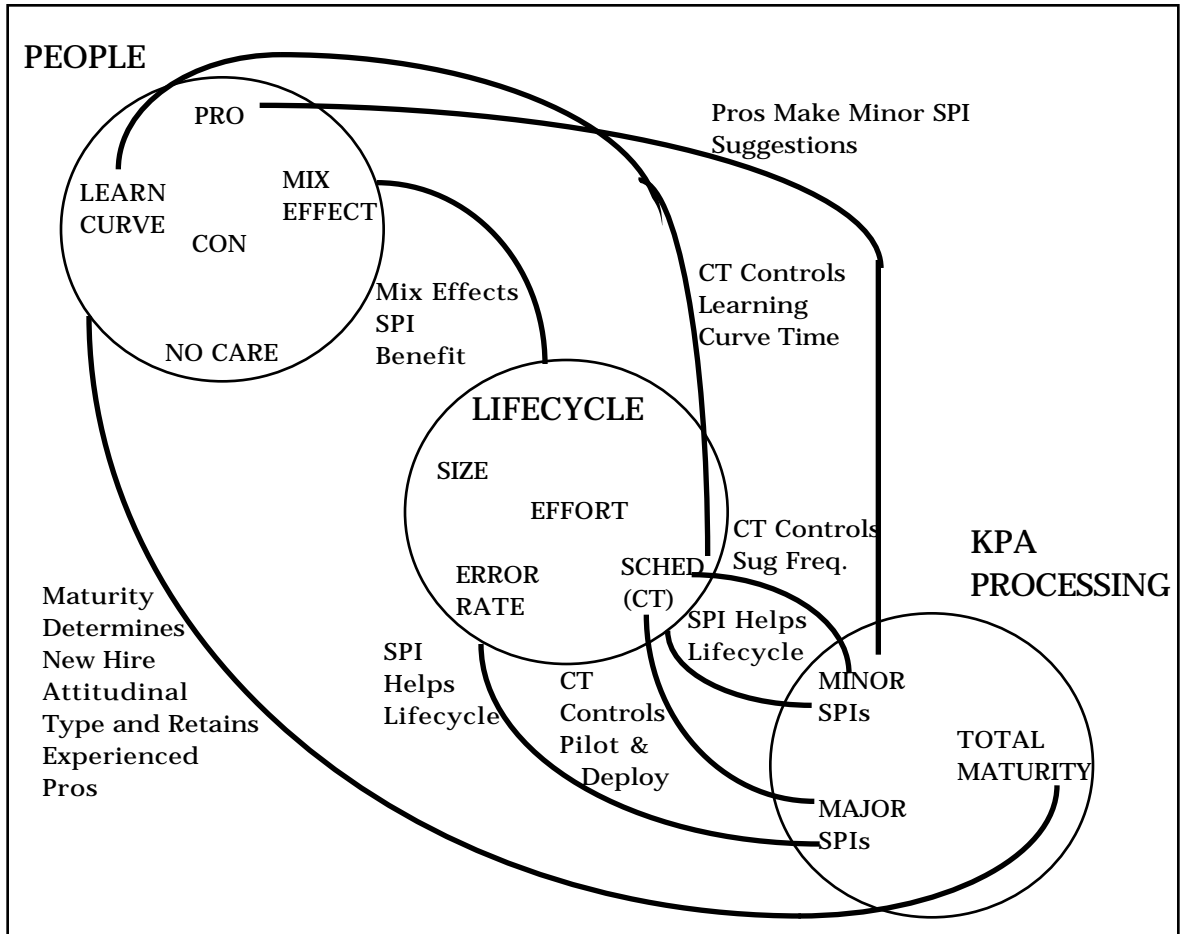 PEOPLE
PRO
LEARN
CURVE
MIX
EFFECT
CON
NO CARE
Pros Make Minor SPI
Suggestions
Mix Effects
SPI
Benefit
CT Controls
Learning
Curve Time
LIFECYCLE
SIZE
EFFORT
ERROR
RATE
SCHED
(CT)
CT Controls
Sug Freq.
KPA
PROCESSING
Maturity
Determines
New Hire
Attitudinal
Type and Retains
Experienced
Pros
SPI
Helps
Lifecycle
CT
Controls
Pilot &
Deploy
SPI Helps
Lifecycle
MINOR
SPIs
TOTAL
MATURITY
MAJOR
SPIs